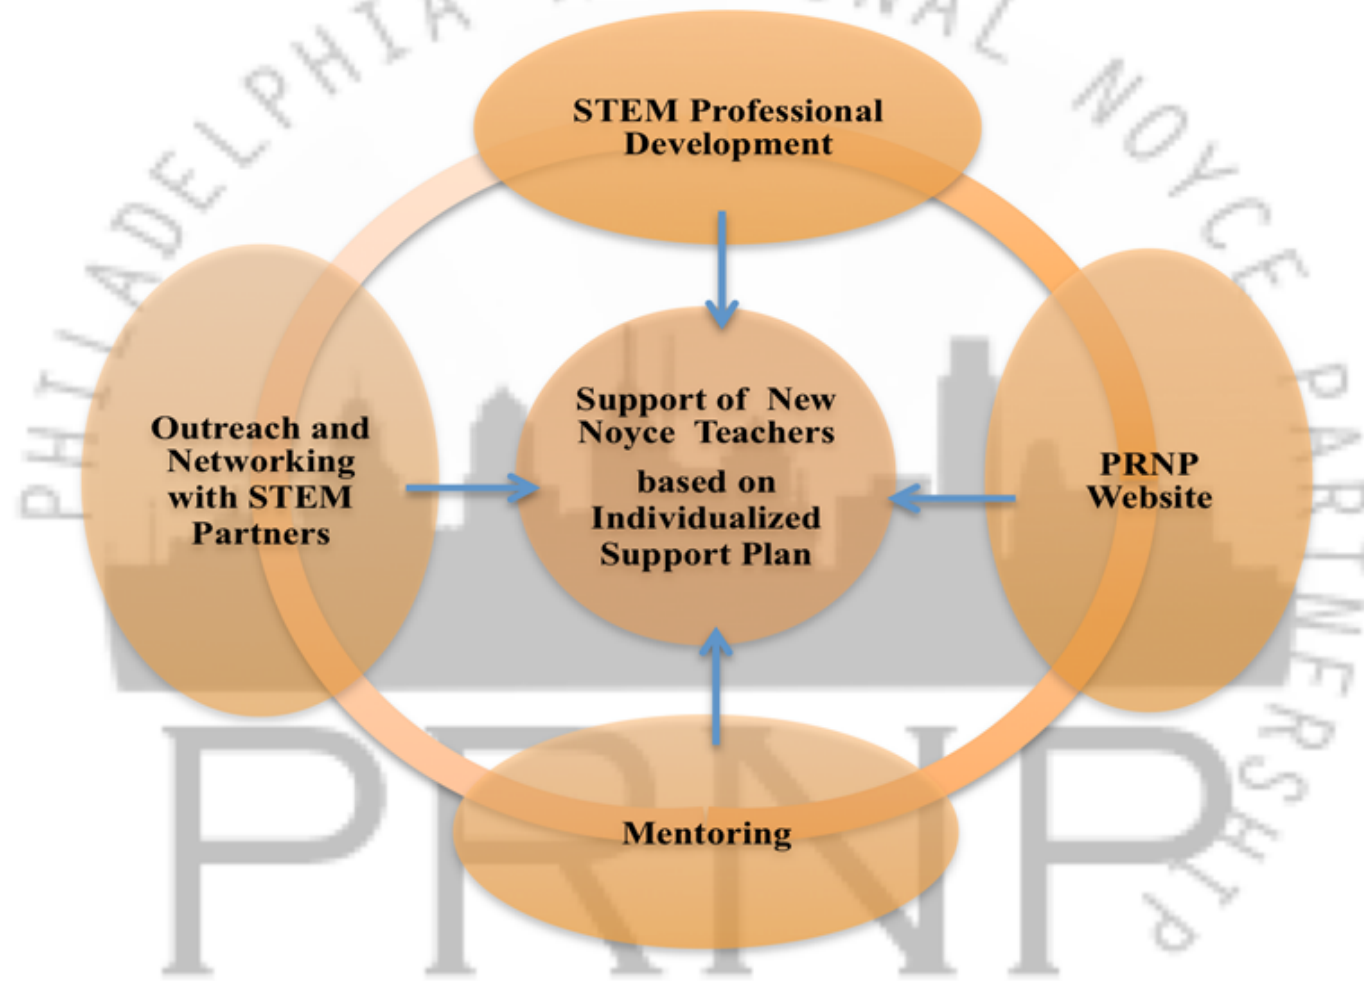 PHILADELPHIA
NOYCE PARTNERSHIP
STEM Professional
Development
Outreach and
Networking
with STEM
Partners
Support of New
Noyce Teachers
based on
Individualized
Support Plan
PRNP
Website
Mentoring
PRNP